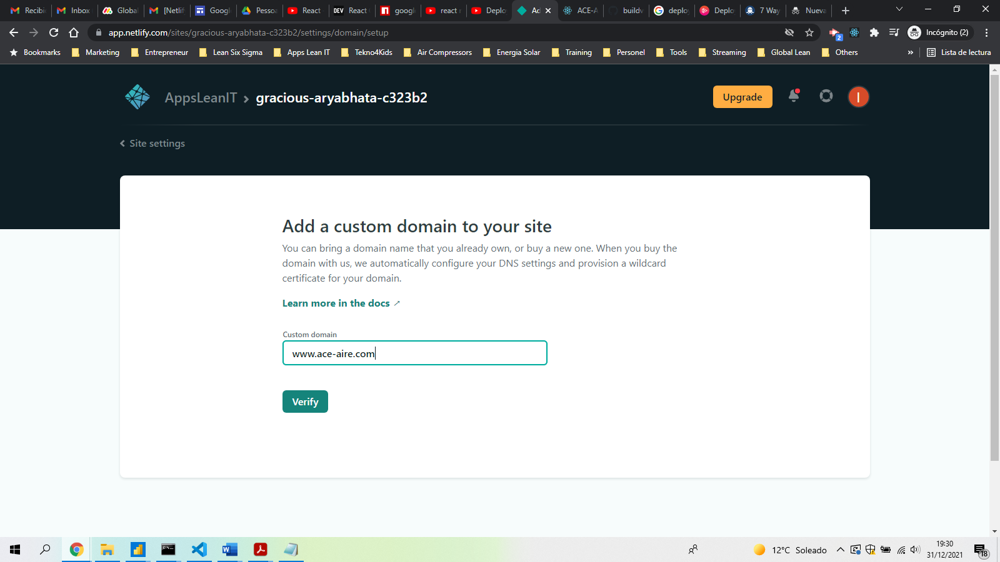 Recibi
Inbox
Global
[Netlif
Googl
Pesso
React
DEV
React
googl
react r
Deplo
Ad
ACE-A
buildv
deplo
Deplo
7 Way
Nueva
app.netlify.com/sites/gracious-aryabhata-c323b2/settings/domain/setup
2
Incógnito (2)
Bookmarks
Marketing
Entrepreneur
Lean Six Sigma
Apps Lean IT
Tekno4Kids
Air Compressors
Energia Solar
Training
Personel
Tools
Streaming
Global Lean
Others
»
Lista de lectura
AppsLeanIT > gracious-aryabhata-c323b2
Upgrade
I
Site settings
Add a custom domain to your site
You can bring a domain name that you already own, or buy a new one. When you buy the
domain with us, we automatically configure your DNS settings and provision a wildcard
certificate for your domain.
Learn more in the docs
Custom domain
www.ace-aire.com
Verify
12°C Soleado
19:30
31/12/2021
18